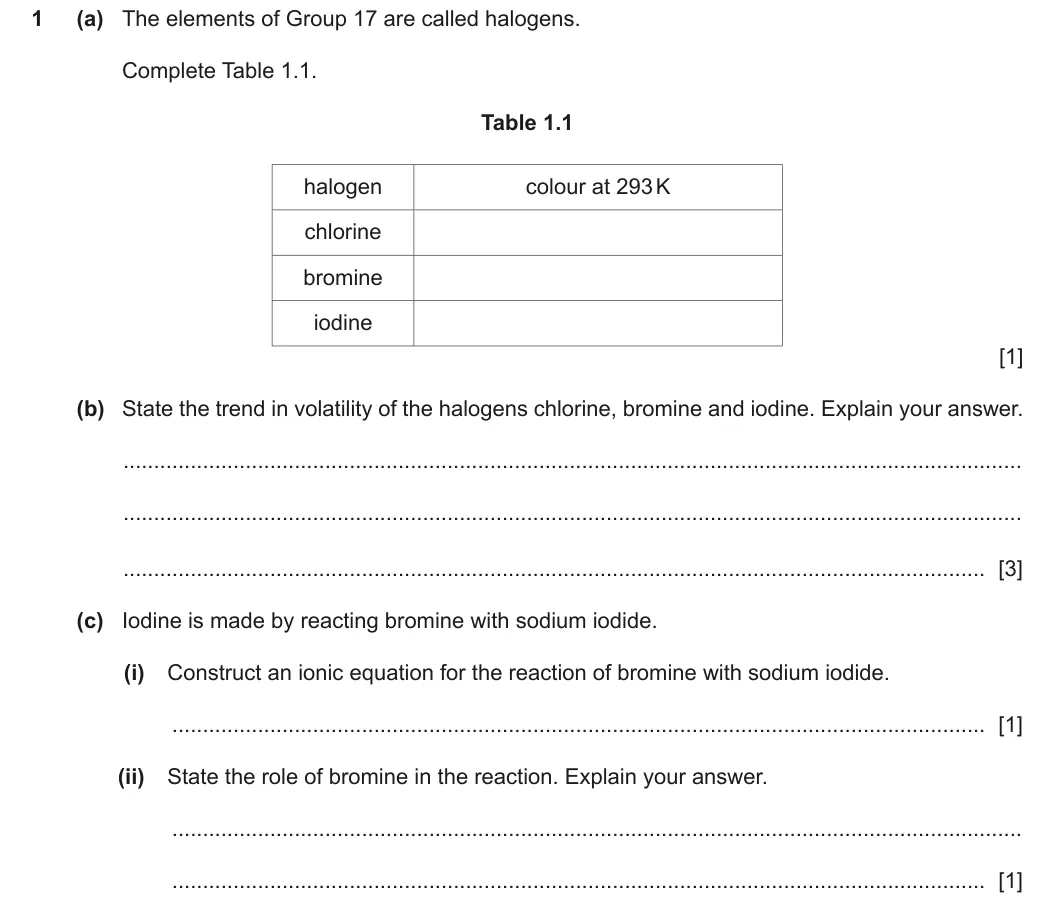 1 (a) The elements of Group 17 are called halogens.
Complete Table 1.1.
Table 1.1
halogen colour at 293 K
chlorine
bromine
iodine
[1]
(b) State the trend in volatility of the halogens chlorine, bromine and iodine. Explain your answer.
..........................................................................................................................................................
..........................................................................................................................................................
.................................................................................................................................................... [3]
(c) Iodine is made by reacting bromine with sodium iodide.
(i) Construct an ionic equation for the reaction of bromine with sodium iodide.
............................................................................................................................................ [1]
(ii) State the role of bromine in the reaction. Explain your answer.
..................................................................................................................................................
............................................................................................................................................ [1]